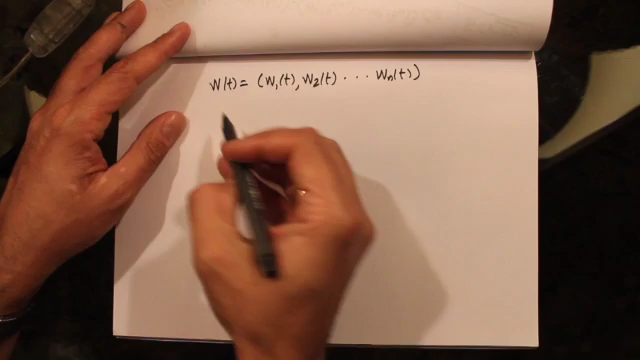 W(t) = (W₁(t), W₂(t) · · · Wₙ(t))